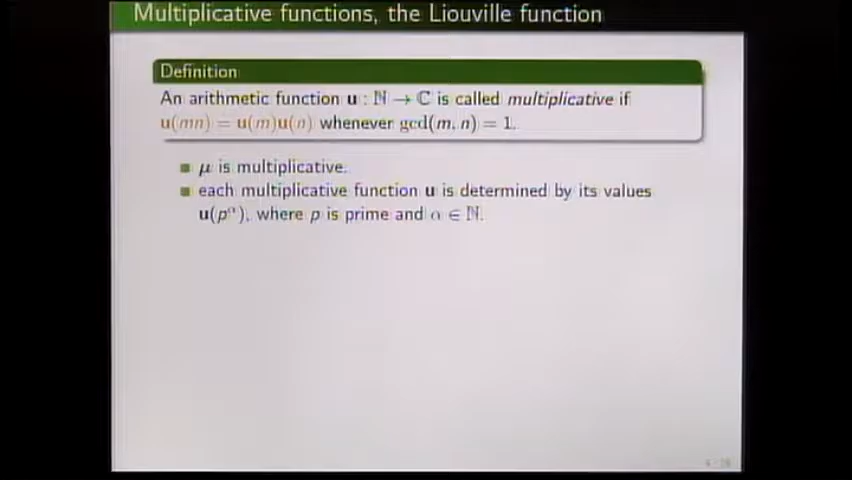 Multiplicative functions, the Liouville function
Definition
An arithmetic function u : ℕ → ℂ is called multiplicative if
u(mn) = u(m)u(n) whenever gcd(m, n) = 1.
μ is multiplicative.
each multiplicative function u is determined by its values
u(p^α), where p is prime and α ∈ ℕ.